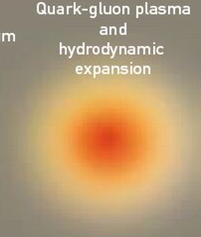 Quark-gluon plasma
and
hydrodynamic
expansion